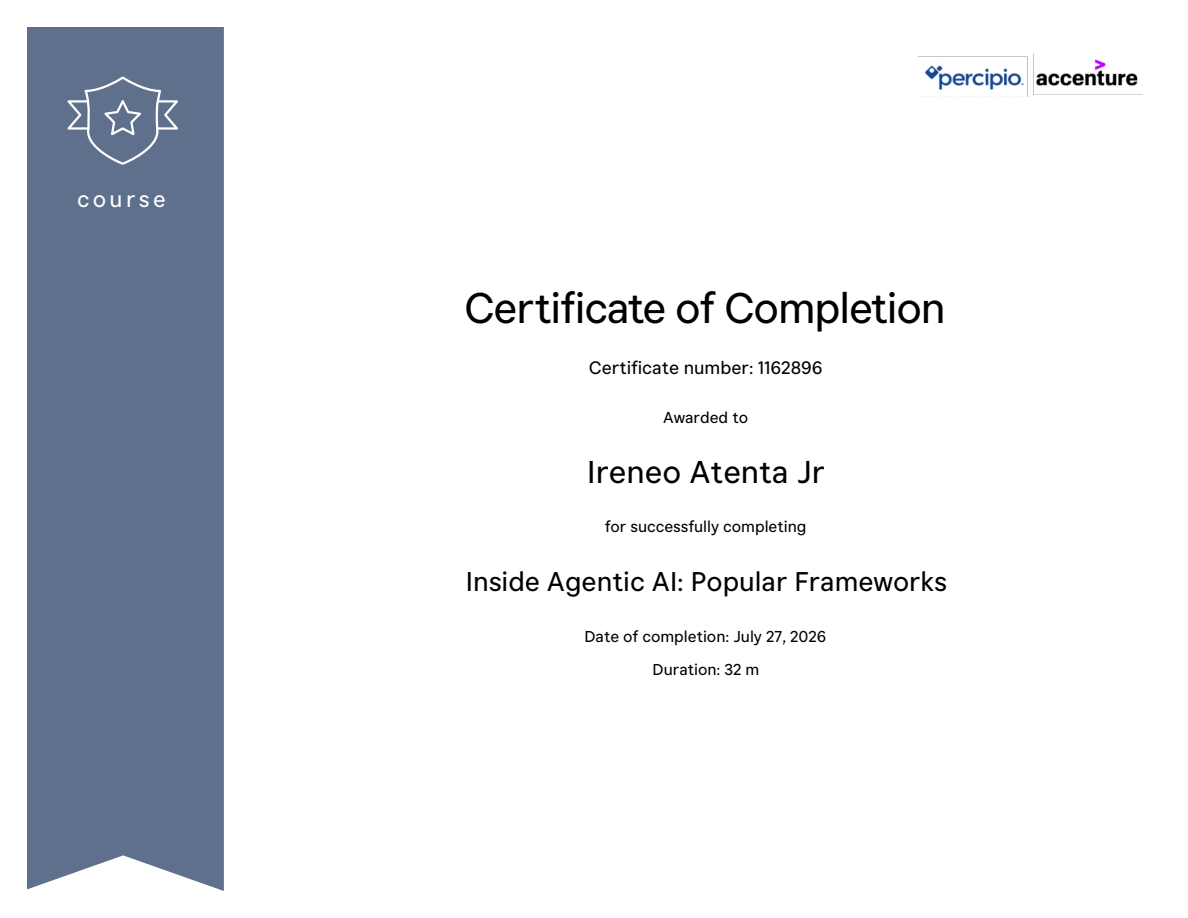 course
percipio.
accenture
Certificate of Completion
Certificate number: 1162896
Awarded to
Ireneo Atenta Jr
for successfully completing
Inside Agentic AI: Popular Frameworks
Date of completion: July 27, 2026
Duration: 32 m